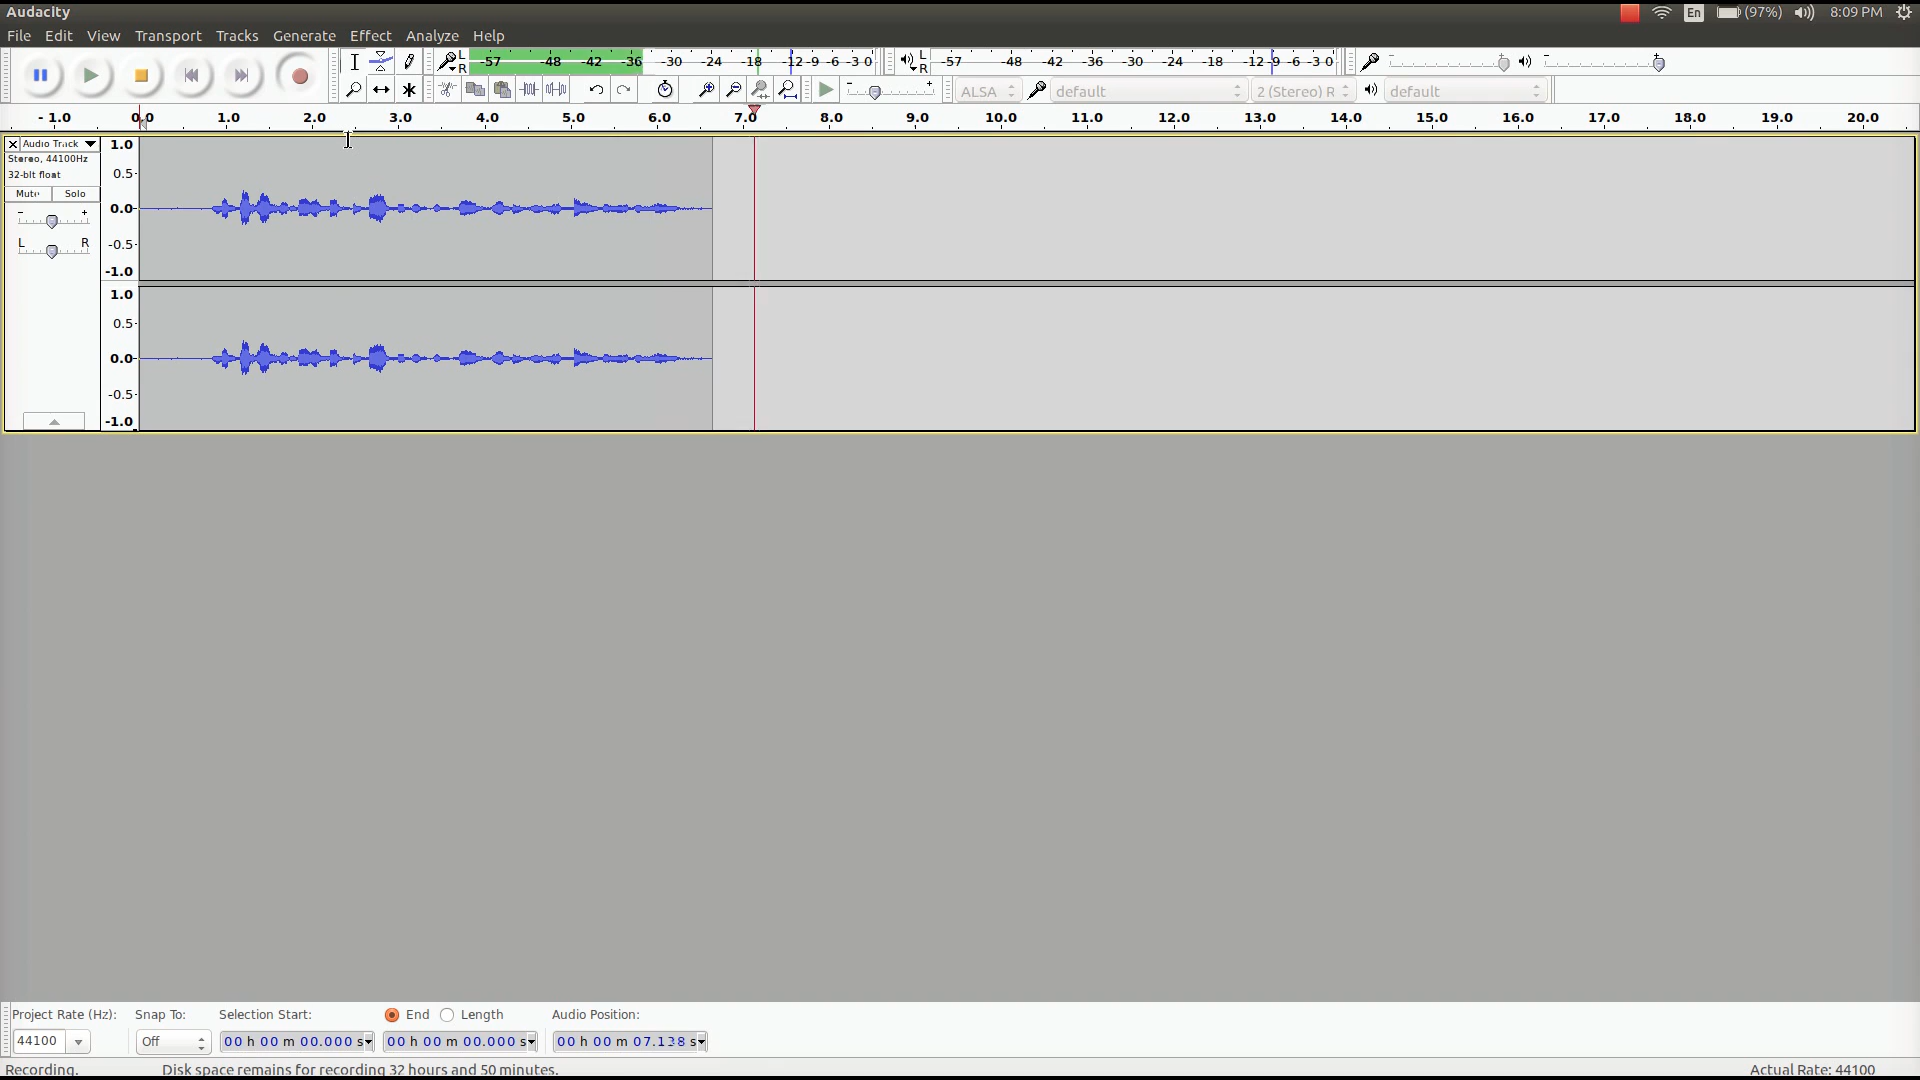 Audacity
En (97%) 8:09 PM
File Edit View Transport Tracks Generate Effect Analyze Help
L R -57 -48 -42 -36 -30 -24 -18 -12 -9 -6 -3 0 L R -57 -48 -42 -36 -30 -24 -18 -12 -9 -6 -3 0
ALSA default 2 (Stereo) R default
- 1.0 0.0 1.0 2.0 3.0 4.0 5.0 6.0 7.0 8.0 9.0 10.0 11.0 12.0 13.0 14.0 15.0 16.0 17.0 18.0 19.0 20.0
Audio Track
Stereo, 44100Hz
32-bit float
Mute Solo
- +
L R
1.0
0.5-
0.0-
-0.5-
-1.0
1.0
0.5-
0.0-
-0.5-
-1.0
Project Rate (Hz): Snap To: Selection Start: End Length Audio Position:
44100 Off 00 h 00 m 00.000 s 00 h 00 m 00.000 s 00 h 00 m 07.138 s
Recording. Disk space remains for recording 32 hours and 50 minutes. Actual Rate: 44100